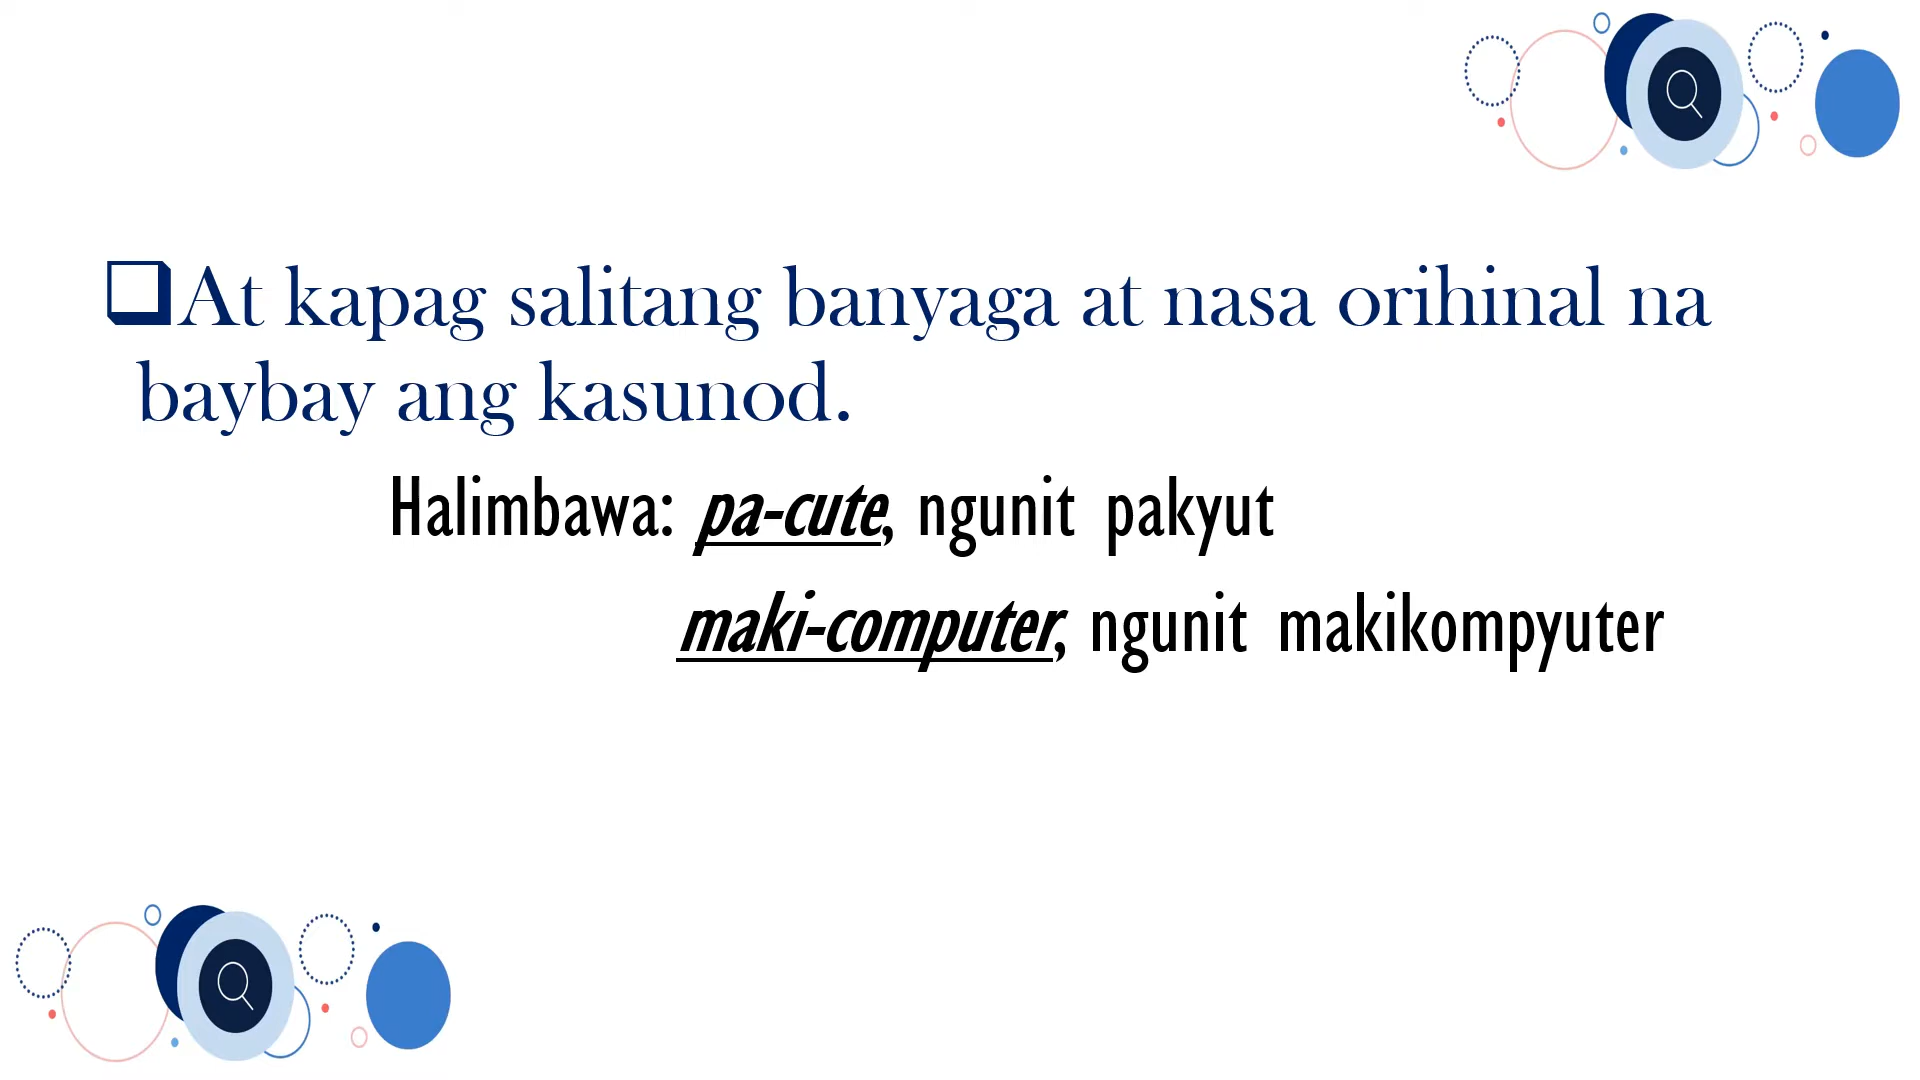 At kapag salitang banyaga at nasa orihinal na
baybay ang kasunod.
Halimbawa: pa-cute, ngunit pakyut
maki-computer, ngunit makikompyuter